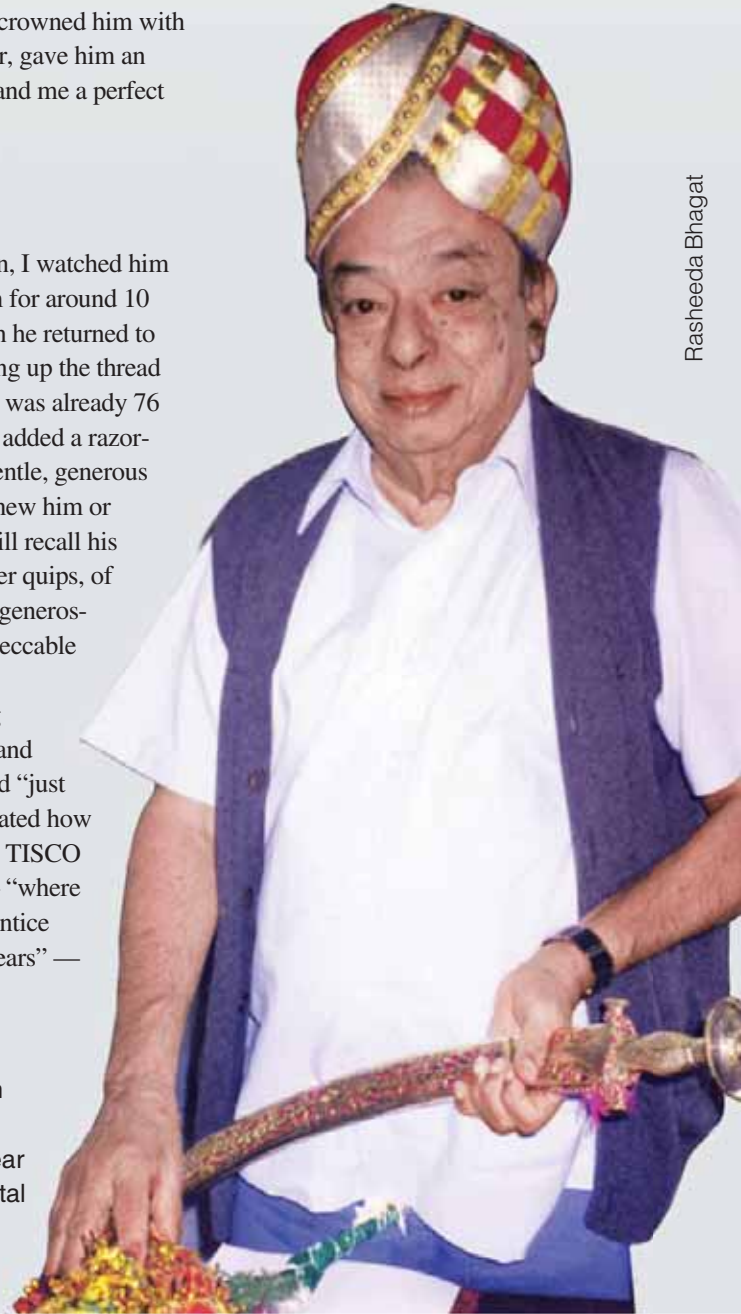 crowned him with
r, gave him an
and me a perfect
n, I watched him
n for around 10
n he returned to
ng up the thread
was already 76
added a razor-
entle, generous
new him or
ill recall his
er quips, of
generos-
eccable
and
d “just
ated how
TISCO
“where
ntice
ears” —
n
ear
tal
Rasheeda Bhagat